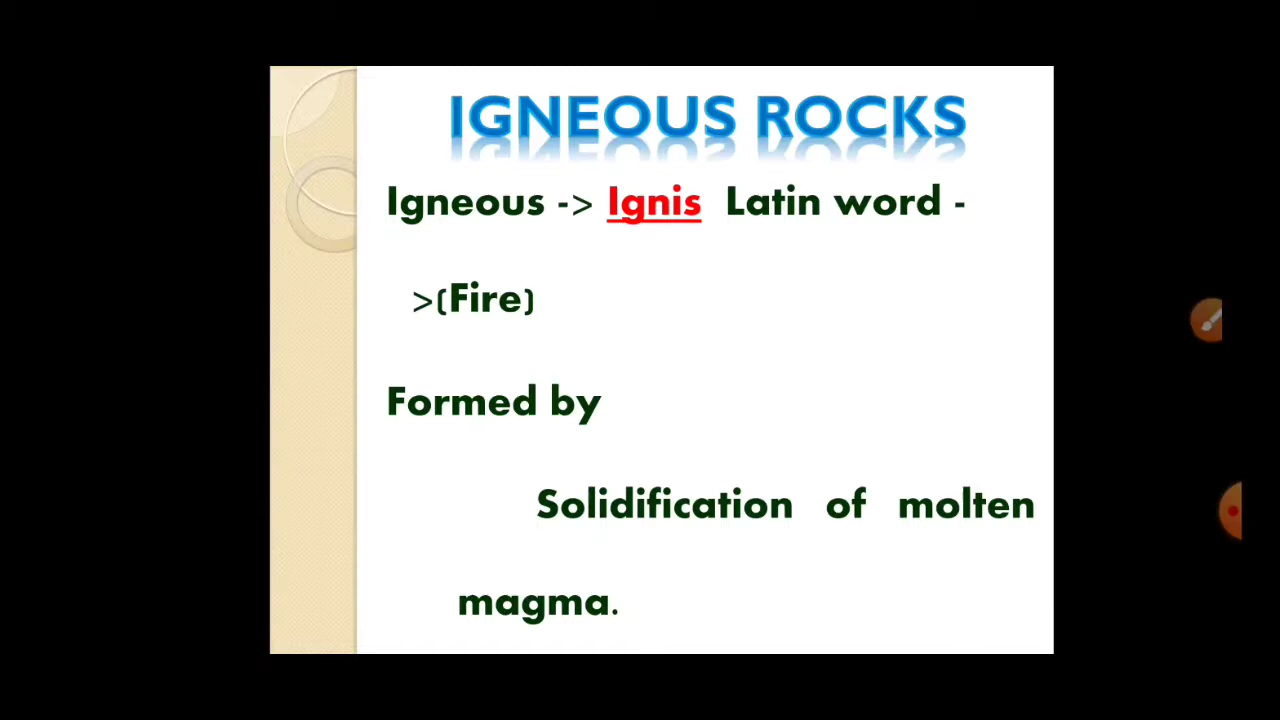 IGNEOUS ROCKS
Igneous -> Ignis Latin word -
>(Fire)
Formed by
Solidification of molten
magma.